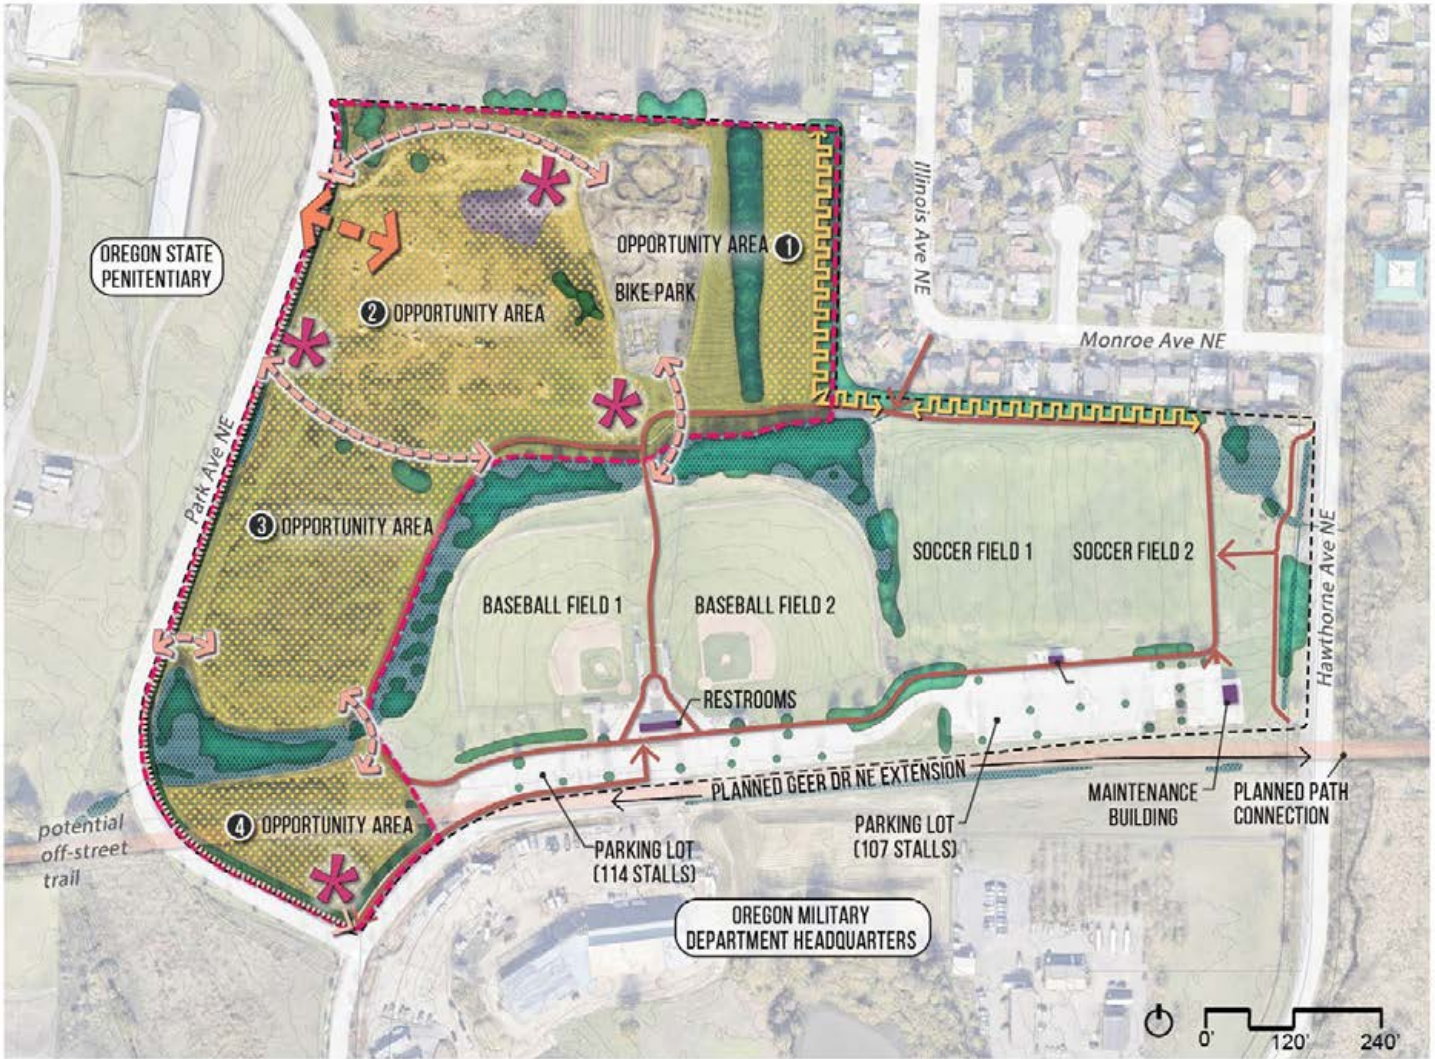 Illinois Ave NE
OPPORTUNITY AREA 1
OREGON STATE
PENITENTIARY
BIKE PARK
2 OPPORTUNITY AREA
Monroe Ave NE
Park Ave NE
3 OPPORTUNITY AREA
SOCCER FIELD 1
SOCCER FIELD 2
Hawthorne Ave NE
BASEBALL FIELD 1
BASEBALL FIELD 2
RESTROOMS
PLANNED GEER DR NE EXTENSION
MAINTENANCE
BUILDING
PLANNED PATH
CONNECTION
4 OPPORTUNITY AREA
potential
off-street
trail
PARKING LOT
(114 STALLS)
PARKING LOT
(107 STALLS)
OREGON MILITARY
DEPARTMENT HEADQUARTERS
0' 120' 240'